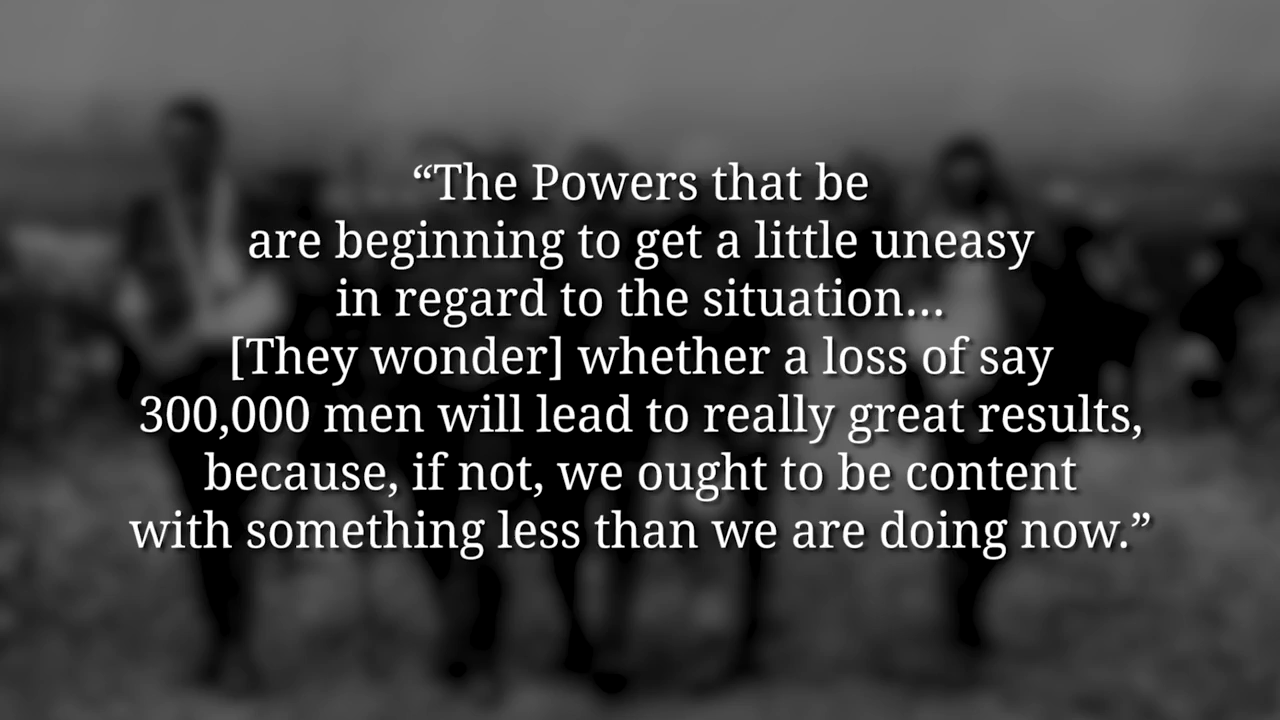 “The Powers that be
are beginning to get a little uneasy
in regard to the situation...
[They wonder] whether a loss of say
300,000 men will lead to really great results,
because, if not, we ought to be content
with something less than we are doing now.”